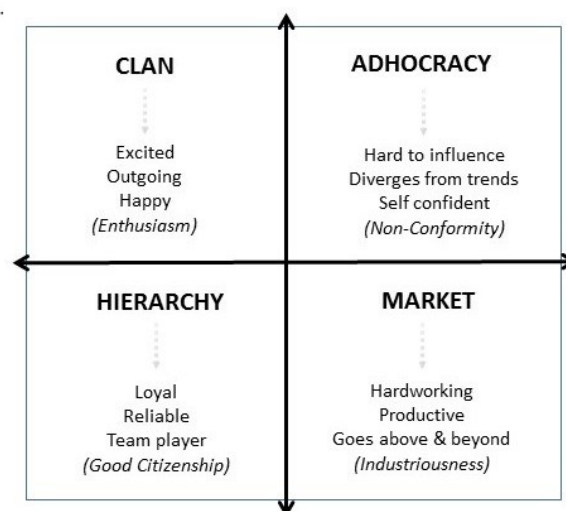 CLAN
Excited
Outgoing
Happy
(Enthusiasm)
ADHOCRACY
Hard to influence
Diverges from trends
Self confident
(Non-Conformity)
HIERARCHY
Loyal
Reliable
Team player
(Good Citizenship)
MARKET
Hardworking
Productive
Goes above & beyond
(Industriousness)